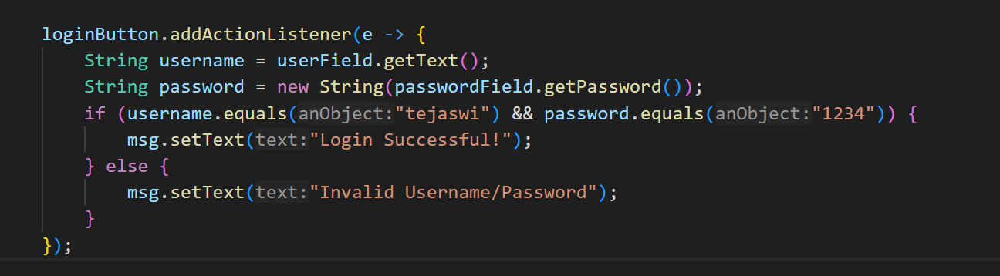 loginButton.addActionListener(e -> {
String username = userField.getText();
String password = new String(passwordField.getPassword());
if (username.equals(anObject:"tejaswi") && password.equals(anObject:"1234")) {
msg.setText(text:"Login Successful!");
} else {
msg.setText(text:"Invalid Username/Password");
}
});